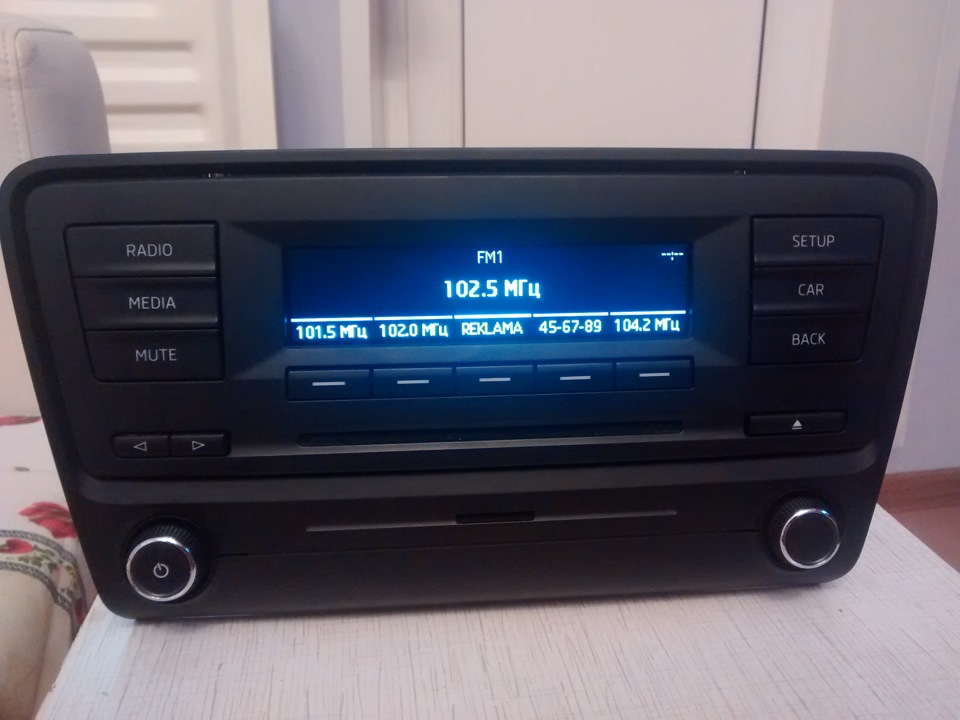 RADIO
MEDIA
MUTE
FM1
--:--
102.5 МГц
101.5 МГц 102.0 МГц REKLAMA 45-67-89 104.2 МГц
SETUP
CAR
BACK